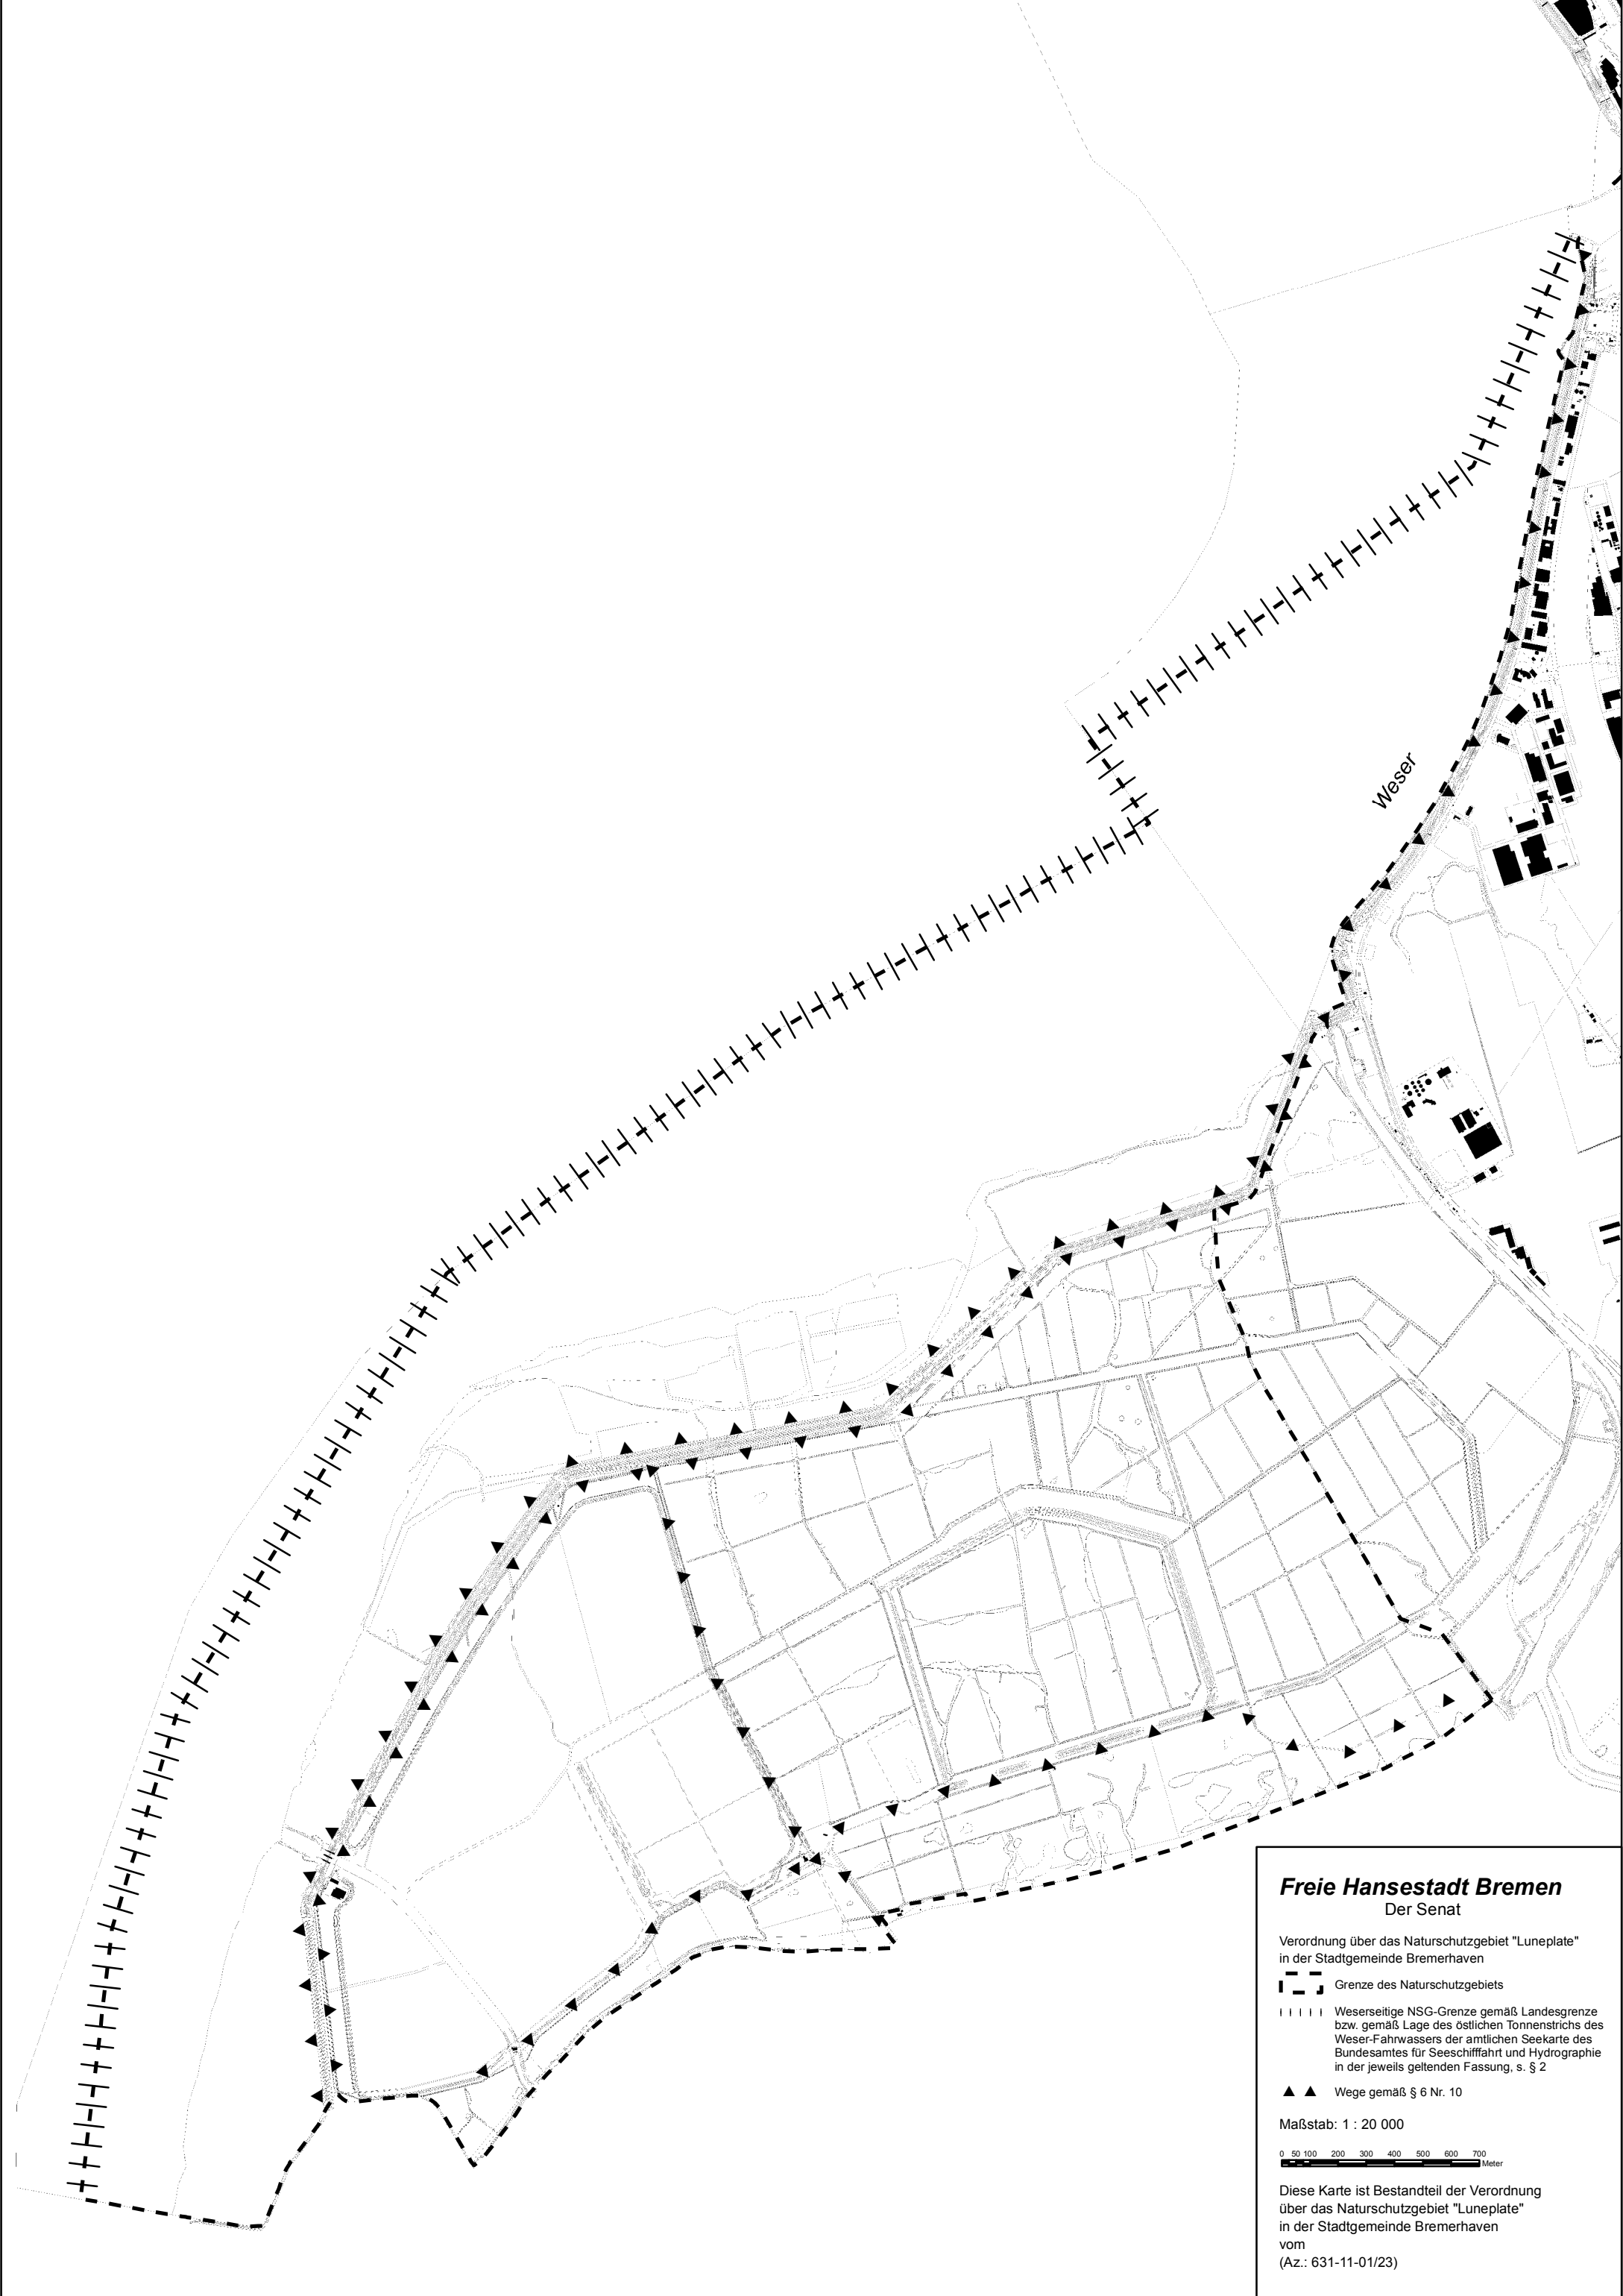 Weser
Freie Hansestadt Bremen
Der Senat
Verordnung über das Naturschutzgebiet "Luneplate"
in der Stadtgemeinde Bremerhaven
Grenze des Naturschutzgebiets
Weserseitige NSG-Grenze gemäß Landesgrenze
bzw. gemäß Lage des östlichen Tonnenstrichs des
Weser-Fahrwassers der amtlichen Seekarte des
Bundesamtes für Seeschifffahrt und Hydrographie
in der jeweils geltenden Fassung, s. § 2
Wege gemäß § 6 Nr. 10
Maßstab: 1 : 20 000
0 50 100 200 300 400 500 600 700
Meter
Diese Karte ist Bestandteil der Verordnung
über das Naturschutzgebiet "Luneplate"
in der Stadtgemeinde Bremerhaven
vom
(Az.: 631-11-01/23)